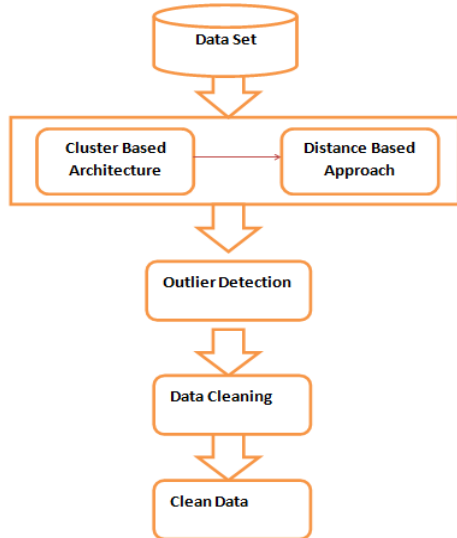 Data Set
Cluster Based
Architecture
Distance Based
Approach
Outlier Detection
Data Cleaning
Clean Data